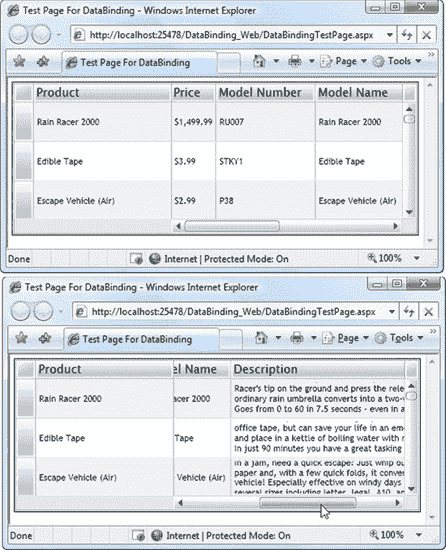 Test Page For DataBinding - Windows Internet Explorer
http://localhost:25478/DataBinding_Web/DataBindingTestPage.aspx
Test Page For DataBinding
Page
Tools
Product Price Model Number Model Name
Rain Racer 2000 $1,499.99 RU007 Rain Racer 2000
Edible Tape $3.99 STKY1 Edible Tape
Escape Vehicle (Air) $2.99 P38 Escape Vehicle (Air)
Done Internet | Protected Mode: On 100%
Test Page For DataBinding - Windows Internet Explorer
http://localhost:25478/DataBinding_Web/DataBindingTestPage.aspx
Test Page For DataBinding
Page
Tools
Product el Name Description
Racer's tip on the ground and press the rele
Rain Racer 2000 acer 2000 ordinary rain umbrella converts into a two-
Goes from 0 to 60 in 7.5 seconds - even in a
office tape, but can save your life in an em
Edible Tape Tape and place in a kettle of boiling water with
In just 90 minutes you have a great tasking
In a jam, need a quick escape? Just whip ou
Escape Vehicle (Air) e Vehicle (Air) paper and, with a few quick folds, it conver
vehicle! Especially effective on windy days
several sizes including letter, legal, A10, an
Done Internet | Protected Mode: On 100%